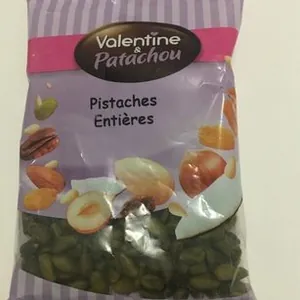 Valentine
& Patachou
Pistaches
Entières